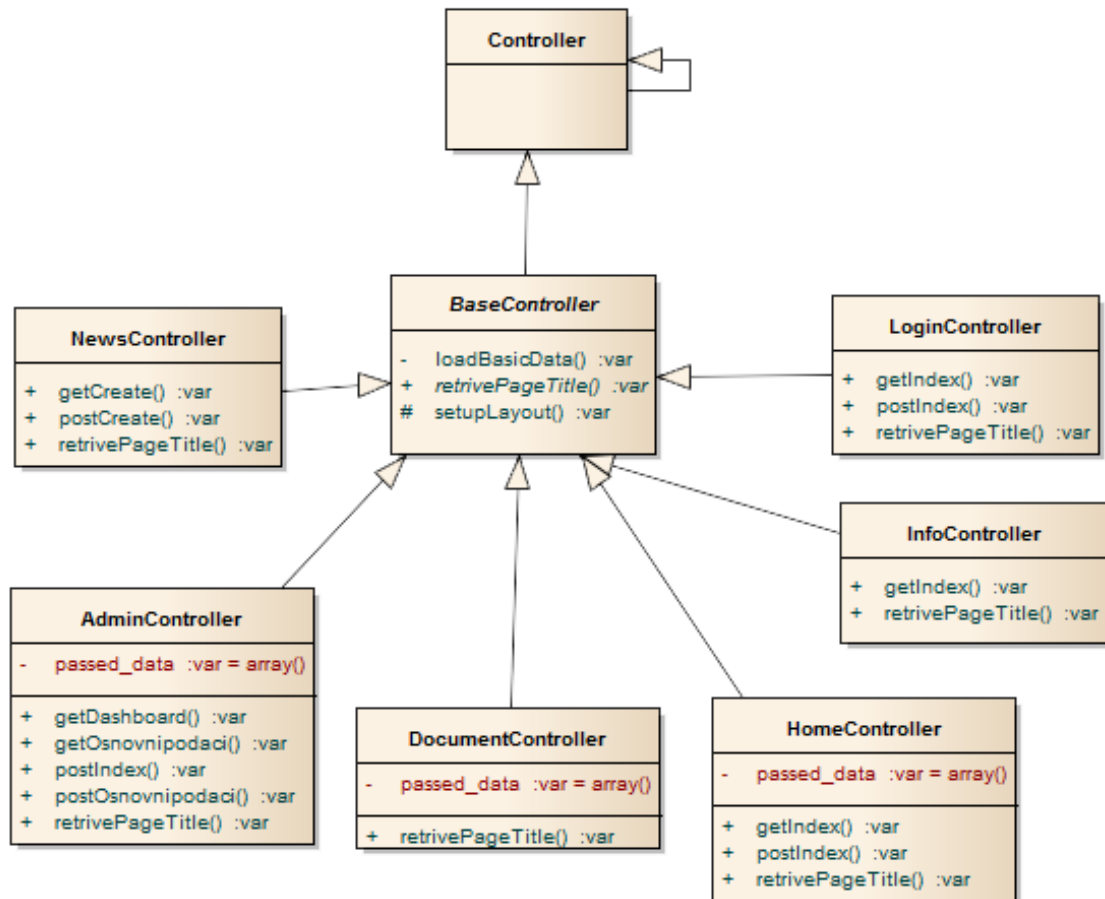 Controller
BaseController
- loadBasicData() :var
+ retrivePageTitle() :var
# setupLayout() :var
NewsController
+ getCreate() :var
+ postCreate() :var
+ retrivePageTitle() :var
LoginController
+ getIndex() :var
+ postIndex() :var
+ retrivePageTitle() :var
InfoController
+ getIndex() :var
+ retrivePageTitle() :var
AdminController
- passed_data :var = array()
+ getDashboard() :var
+ getOsnovnipodaci() :var
+ postIndex() :var
+ postOsnovnipodaci() :var
+ retrivePageTitle() :var
DocumentController
- passed_data :var = array()
+ retrivePageTitle() :var
HomeController
- passed_data :var = array()
+ getIndex() :var
+ postIndex() :var
+ retrivePageTitle() :var